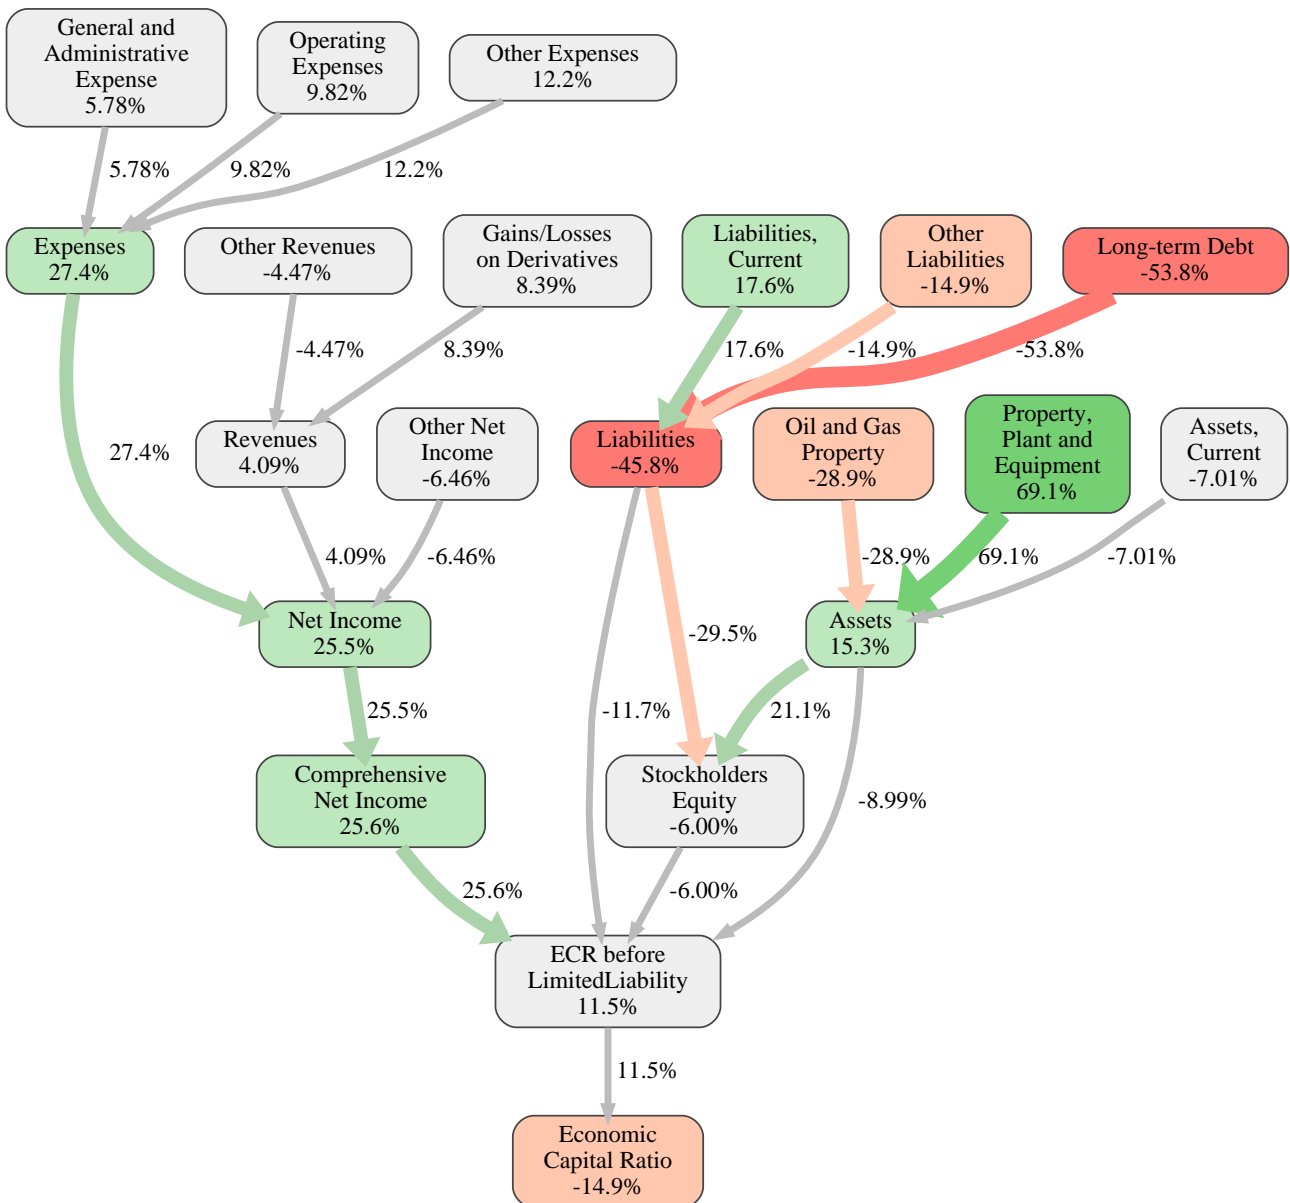 General and
Administrative
Expense
5.78%
Operating
Expenses
9.82%
Other Expenses
12.2%
5.78%
9.82%
12.2%
Expenses
27.4%
Other Revenues
-4.47%
Gains/Losses
on Derivatives
8.39%
Liabilities,
Current
17.6%
Other
Liabilities
-14.9%
Long-term Debt
-53.8%
-4.47%
8.39%
17.6%
-14.9%
-53.8%
27.4%
Revenues
4.09%
Other Net
Income
-6.46%
Liabilities
-45.8%
Oil and Gas
Property
-28.9%
Property,
Plant and
Equipment
69.1%
Assets,
Current
-7.01%
4.09%
-6.46%
-28.9%
69.1%
-7.01%
Net Income
25.5%
-29.5%
Assets
15.3%
25.5%
-11.7%
21.1%
Comprehensive
Net Income
25.6%
Stockholders
Equity
-6.00%
-8.99%
25.6%
-6.00%
ECR before
LimitedLiability
11.5%
11.5%
Economic
Capital Ratio
-14.9%